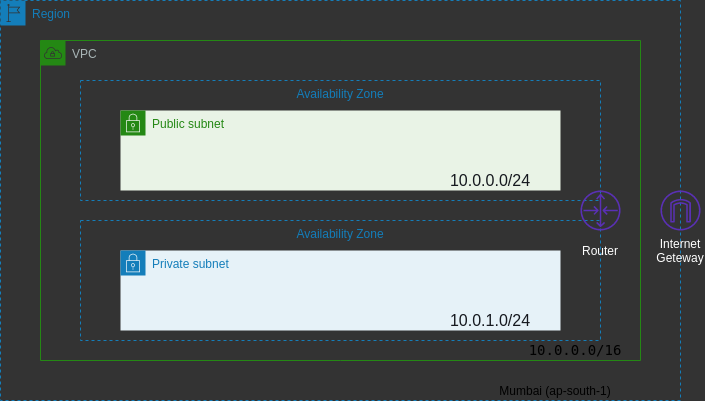 Region
VPC
Availability Zone
Public subnet
10.0.0.0/24
Availability Zone
Router
Internet
Geteway
Private subnet
10.0.1.0/24
10.0.0.0/16
Mumbai (ap-south-1)